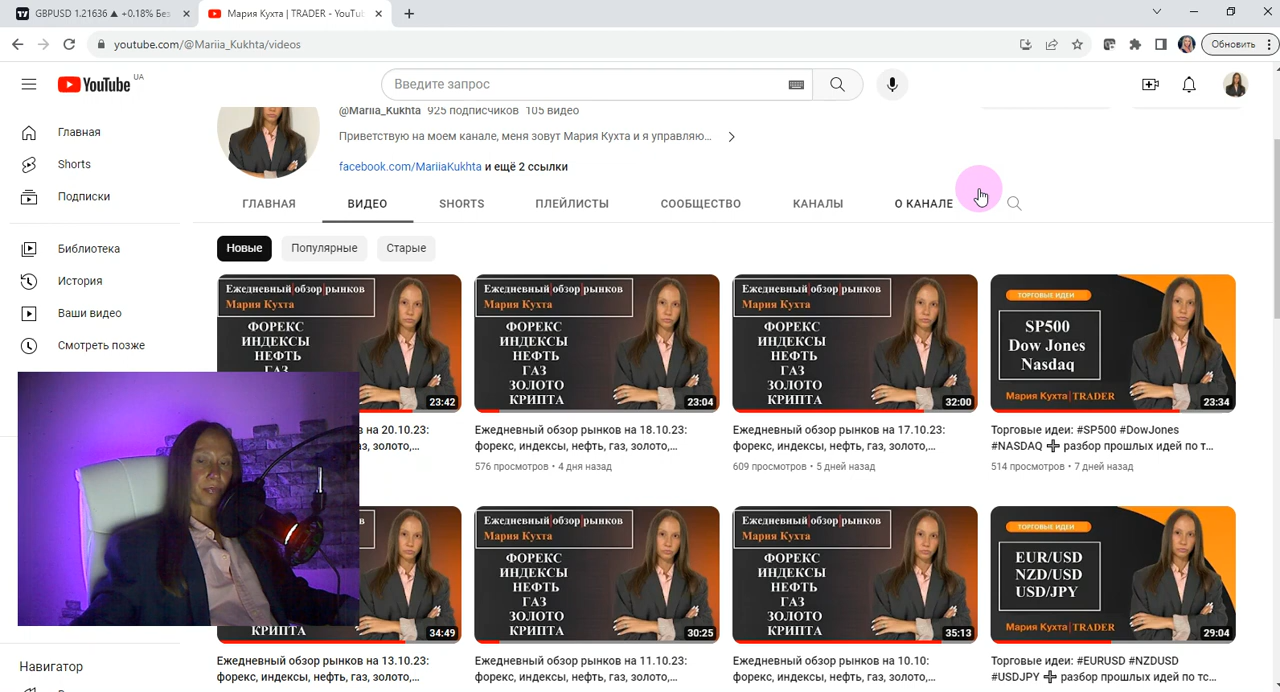 GBPUSD 1.21636 ▲ +0.18% Без
Мария Кухта | TRADER - YouTu
youtube.com/@Mariia_Kukhta/videos
Обновить
YouTube UA
Введите запрос
@Mariia_Kukhta 925 подписчиков 105 видео
Приветствую на моем канале, меня зовут Мария Кухта и я управляю...
facebook.com/MariiaKukhta и ещё 2 ссылки
Главная
Shorts
Подписки
Библиотека
История
Ваши видео
Смотреть позже
Навигатор
ГЛАВНАЯ ВИДЕО SHORTS ПЛЕЙЛИСТЫ СООБЩЕСТВО КАНАЛЫ О КАНАЛЕ
Новые Популярные Старые
Ежедневный обзор рынков
Мария Кухта
ФОРЕКС
ИНДЕКСЫ
НЕФТЬ
ГАЗ
23:42
на 20.10.23:
газ, золото,...
Ежедневный обзор рынков
Мария Кухта
ФОРЕКС
ИНДЕКСЫ
НЕФТЬ
ГАЗ
ЗОЛОТО
КРИПТА
23:04
Ежедневный обзор рынков на 18.10.23:
форекс, индексы, нефть, газ, золото,...
576 просмотров • 4 дня назад
Ежедневный обзор рынков
Мария Кухта
ФОРЕКС
ИНДЕКСЫ
НЕФТЬ
ГАЗ
ЗОЛОТО
КРИПТА
32:00
Ежедневный обзор рынков на 17.10.23:
форекс, индексы, нефть, газ, золото,...
609 просмотров • 5 дней назад
ТОРГОВЫЕ ИДЕИ
SP500
Dow Jones
Nasdaq
Мария Кухта|TRADER
23:34
Торговые идеи: #SP500 #DowJones
#NASDAQ ➕ разбор прошлых идей по т...
514 просмотров • 7 дней назад
КРИПТА
34:49
Ежедневный обзор рынков на 13.10.23:
форекс, индексы, нефть, газ, золото,...
Ежедневный обзор рынков
Мария Кухта
ФОРЕКС
ИНДЕКСЫ
НЕФТЬ
ГАЗ
ЗОЛОТО
КРИПТА
30:25
Ежедневный обзор рынков на 11.10.23:
форекс, индексы, нефть, газ, золото,...
Ежедневный обзор рынков
Мария Кухта
ФОРЕКС
ИНДЕКСЫ
НЕФТЬ
ГАЗ
ЗОЛОТО
КРИПТА
35:13
Ежедневный обзор рынков на 10.10:
форекс, индексы, нефть, газ, золото,...
ТОРГОВЫЕ ИДЕИ
EUR/USD
NZD/USD
USD/JPY
Мария Кухта|TRADER
29:04
Торговые идеи: #EURUSD #NZDUSD
#USDJPY ➕ разбор прошлых идей по тс...